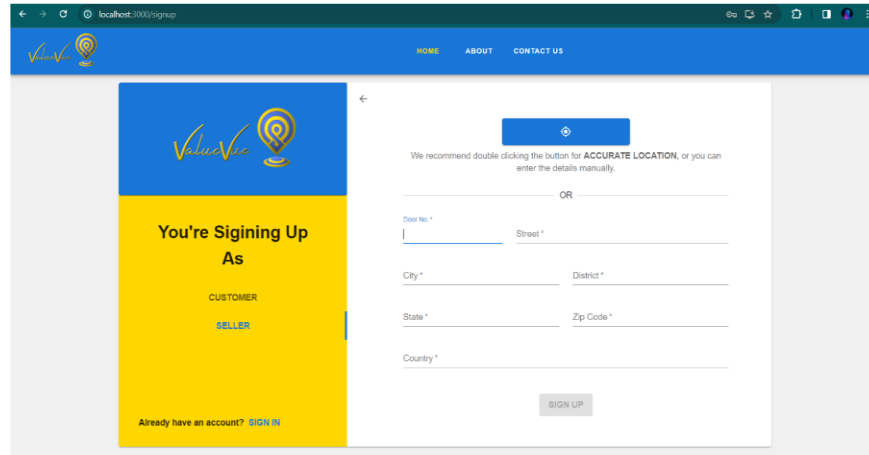 localhost:3000/signup
ValueVue
HOME ABOUT CONTACT US
ValueVue
You're Sigining Up
As
CUSTOMER
SELLER
Already have an account? SIGN IN
We recommend double clicking the button for ACCURATE LOCATION, or you can
enter the details manually.
OR
Door No. *
Street *
City * District *
State * Zip Code *
Country *
SIGN UP